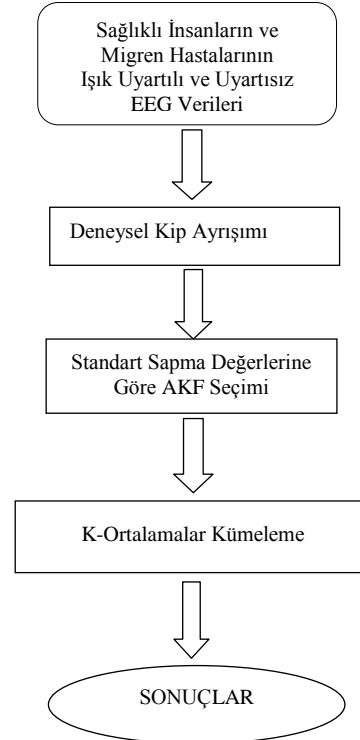 Sağlıklı İnsanların ve
Migren Hastalarının
Işık Uyartılı ve Uyartısız
EEG Verileri
Deneysel Kip Ayrışımı
Standart Sapma Değerlerine
Göre AKF Seçimi
K-Ortalamalar Kümeleme
SONUÇLAR